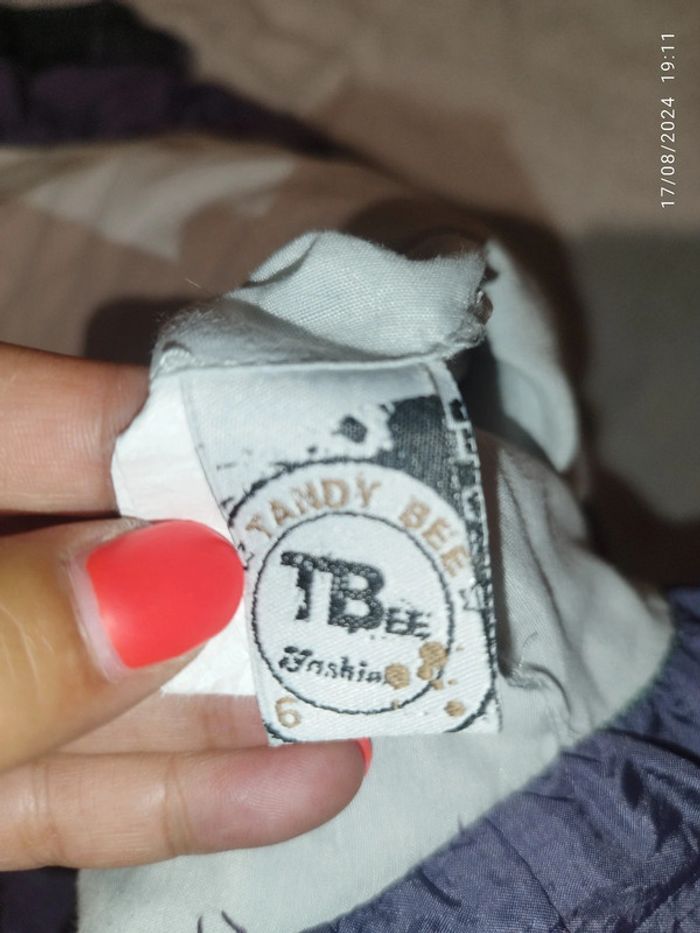 17/08/2024 19:11
TANDY BEE
TBEE
Fashion
6